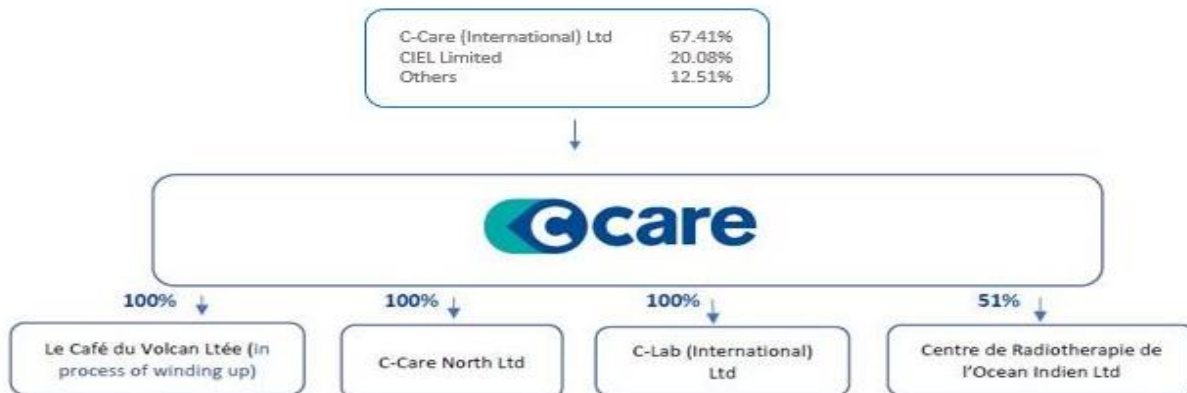 C-Care (International) Ltd 67.41%
CIEL Limited 20.08%
Others 12.51%
C care
100%
100%
100%
51%
Le Café du Volcan Ltée (in
process of winding up)
C-Care North Ltd
C-Lab (International)
Ltd
Centre de Radiotherapie de
l'Ocean Indien Ltd